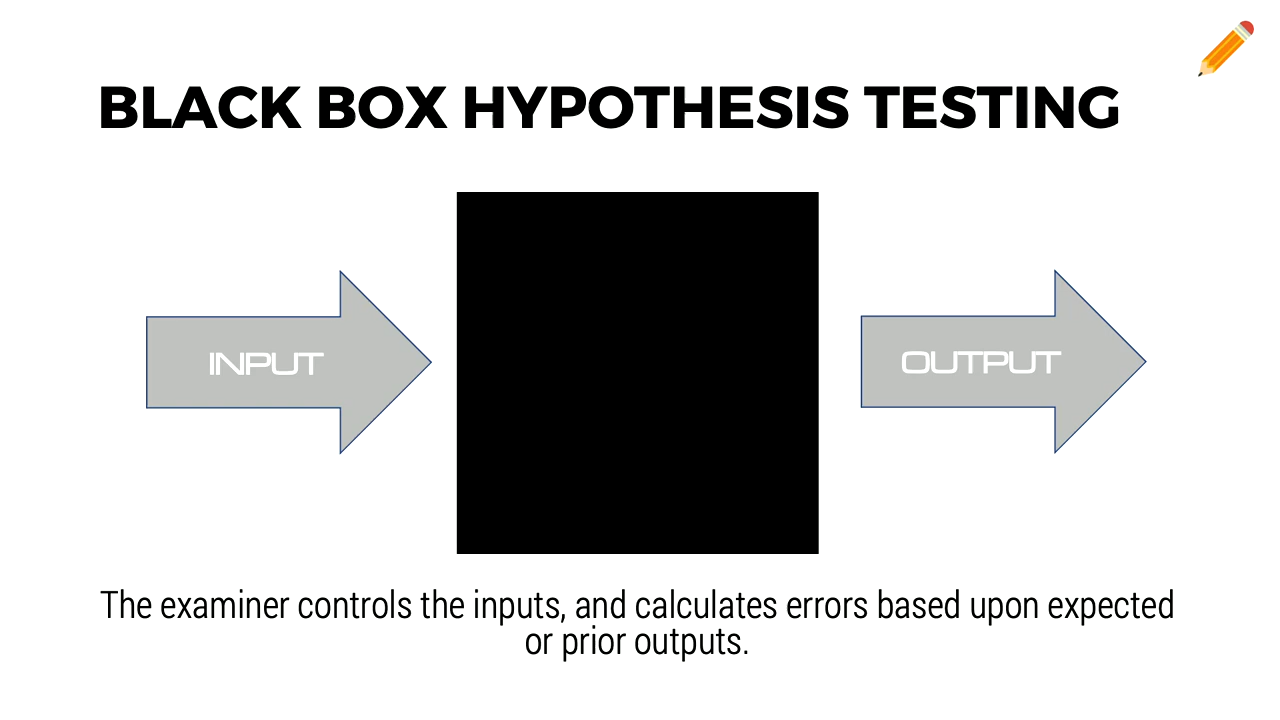 BLACK BOX HYPOTHESIS TESTING
INPUT
OUTPUT
The examiner controls the inputs, and calculates errors based upon expected
or prior outputs.